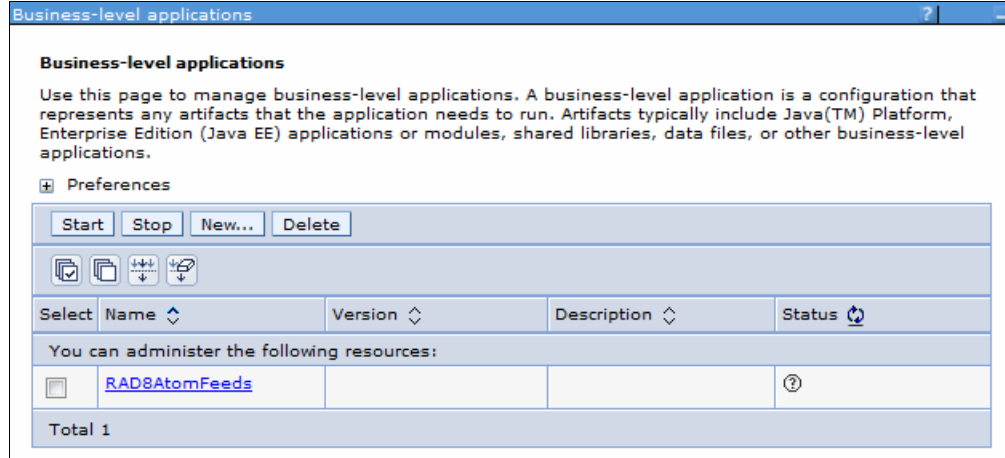 Business-level applications ?
Business-level applications
Use this page to manage business-level applications. A business-level application is a configuration that
represents any artifacts that the application needs to run. Artifacts typically include Java(TM) Platform,
Enterprise Edition (Java EE) applications or modules, shared libraries, data files, or other business-level
applications.
+ Preferences
Start Stop New... Delete
Select Name Version Description Status
You can administer the following resources:
RAD8AtomFeeds ?
Total 1